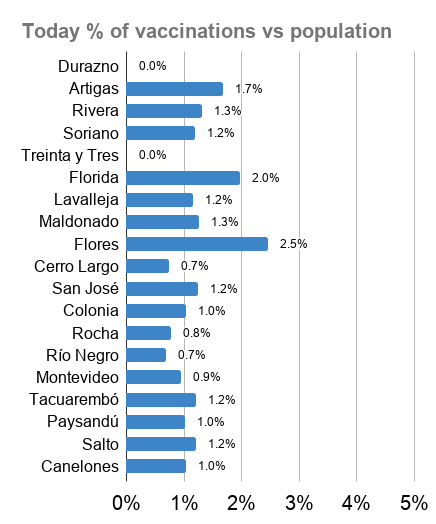 Today % of vaccinations vs population
Durazno 0.0%
Artigas 1.7%
Rivera 1.3%
Soriano 1.2%
Treinta y Tres 0.0%
Florida 2.0%
Lavalleja 1.2%
Maldonado 1.3%
Flores 2.5%
Cerro Largo 0.7%
San José 1.2%
Colonia 1.0%
Rocha 0.8%
Río Negro 0.7%
Montevideo 0.9%
Tacuarembó 1.2%
Paysandú 1.0%
Salto 1.2%
Canelones 1.0%
0% 1% 2% 3% 4% 5%